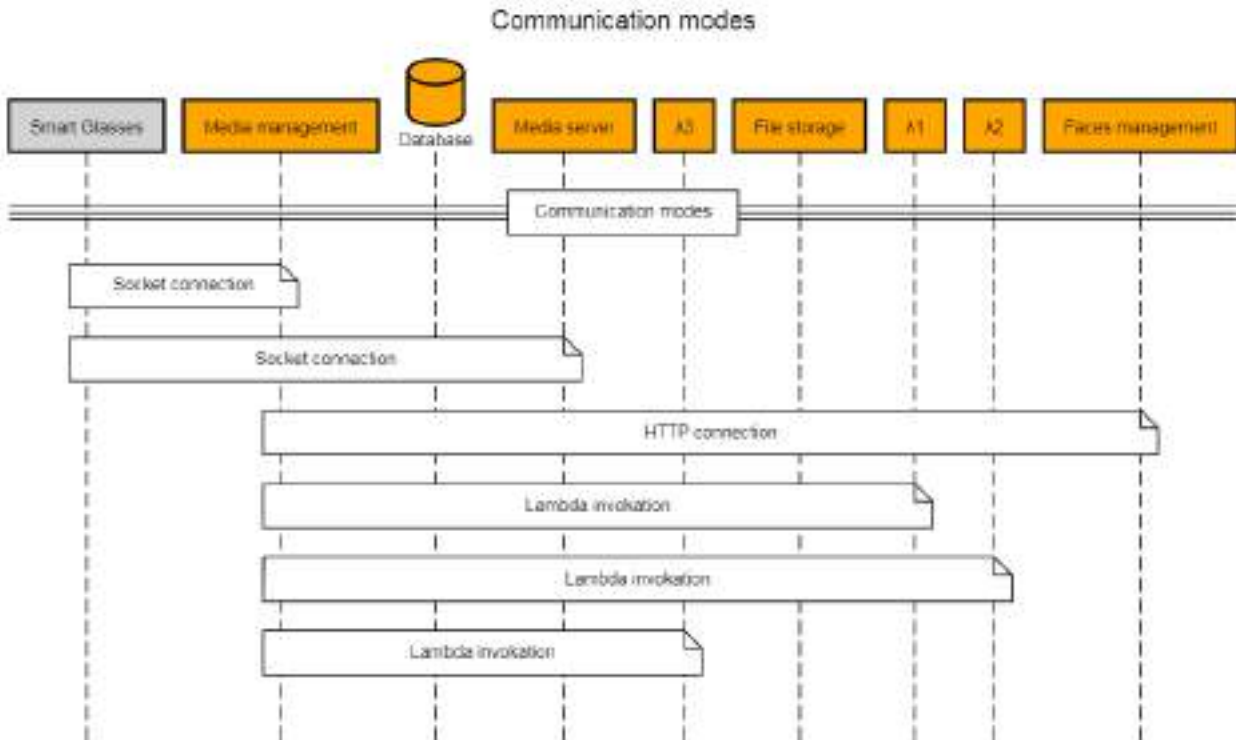 Communication modes
Smart Glasses
Media management
Database
Media server
λ3
File storage
λ1
λ2
Faces management
Communication modes
Socket connection
Socket connection
HTTP connection
Lambda invokation
Lambda invokation
Lambda invokation